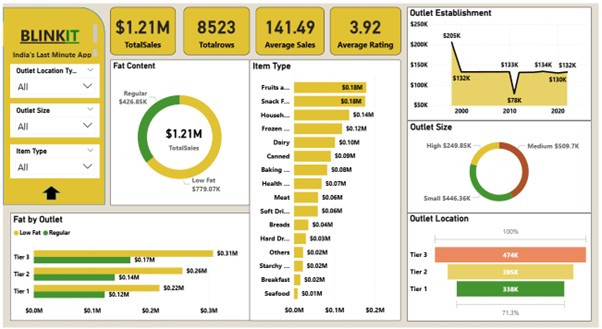 BLINKIT
India's Last Minute App
Outlet Location Ty...
All
Outlet Size
All
Item Type
All
$1.21M
TotalSales
8523
Totalrows
141.49
Average Sales
3.92
Average Rating
Fat Content
Regular
$426.85K
$1.21M
TotalSales
Low Fat
$779.07K
Item Type
Fruits a... $0.18M
Snack F... $0.18M
Househ... $0.14M
Frozen ... $0.12M
Dairy $0.10M
Canned $0.09M
Baking ... $0.08M
Health ... $0.07M
Meat $0.06M
Soft Dri... $0.06M
Breads $0.04M
Hard Dr... $0.03M
Others $0.02M
Starchy ... $0.02M
Breakfast $0.02M
Seafood $0.01M
$0.0M $0.1M $0.2M
Outlet Establishment
$250K
$200K
$150K
$100K
$50K
$205K
$132K
$133K
$78K
$134K
$130K
$132K
2000 2010 2020
Outlet Size
High $249.85K
Medium $509.7K
Small $446.36K
Fat by Outlet
Low Fat Regular
Tier 3 $0.31M
$0.17M
Tier 2 $0.26M
$0.14M
Tier 1 $0.22M
$0.12M
$0.0M $0.1M $0.1M $0.2M $0.2M $0.3M
Outlet Location
100%
Tier 3 474K
Tier 2 395K
Tier 1 338K
71.3%